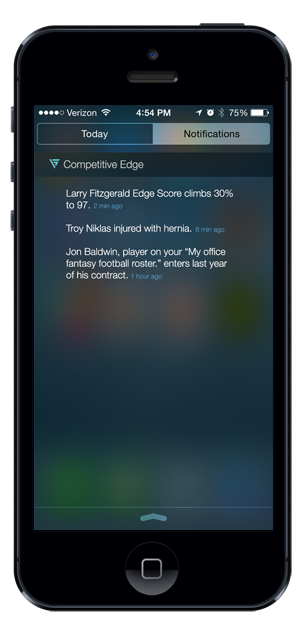 Verizon 4:54 PM 75%
Today Notifications
Competitive Edge
Larry Fitzgerald Edge Score climbs 30%
to 97. 2 min ago
Troy Niklas injured with hernia. 6 min ago
Jon Baldwin, player on your “My office
fantasy football roster,” enters last year
of his contract. 1 hour ago